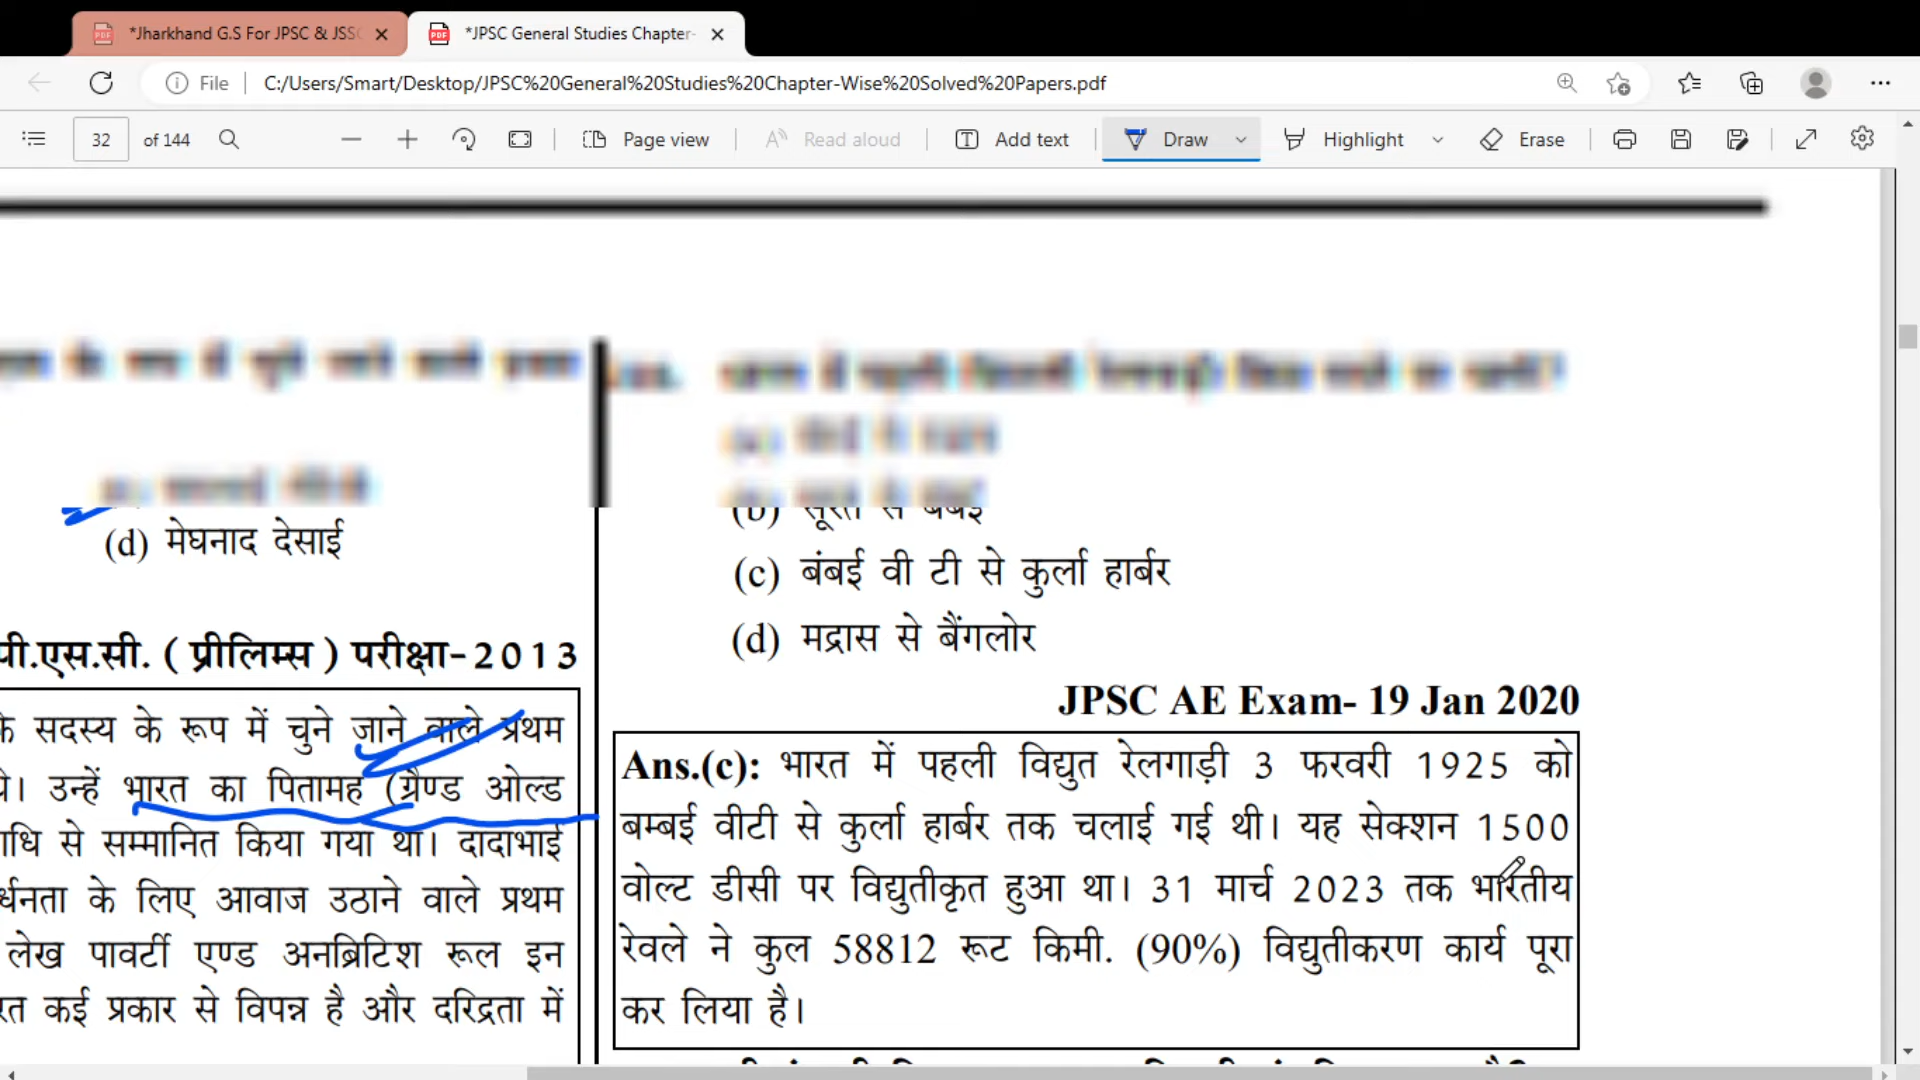 *Jharkhand G.S For JPSC & JSSC
*JPSC General Studies Chapter-
File
C:/Users/Smart/Desktop/JPSC%20General%20Studies%20Chapter-Wise%20Solved%20Papers.pdf
32 of 144
Page view
Read aloud
Add text
Draw
Highlight
Erase
(d) मेघनाद देसाई
पी.एस.सी. ( प्रीलिम्स ) परीक्षा-2013
के सदस्य के रूप में चुने जाने वाले प्रथम
थे। उन्हें भारत का पितामह (ग्रैण्ड ओल्ड
से सम्मानित किया गया था। दादाभाई
के लिए आवाज उठाने वाले प्रथम
लेख पावर्टी एण्ड अनब्रिटिश रूल इन
कई प्रकार से विपन्न है और दरिद्रता में
(b) सूरत से बंबई
(c) बंबई वी टी से कुर्ला हार्बर
(d) मद्रास से बैंगलोर
JPSC AE Exam- 19 Jan 2020
Ans.(c): भारत में पहली विद्युत रेलगाड़ी 3 फरवरी 1925 को
बम्बई वीटी से कुर्ला हार्बर तक चलाई गई थी। यह सेक्शन 1500
वोल्ट डीसी पर विद्युतीकृत हुआ था। 31 मार्च 2023 तक भारतीय
रेवले ने कुल 58812 रूट किमी. (90%) विद्युतीकरण कार्य पूरा
कर लिया है।